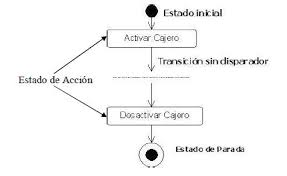 Estado inicial
Activar Cajero
Transición sin disparador
Estado de Acción
Desactivar Cajero
Estado de Parada